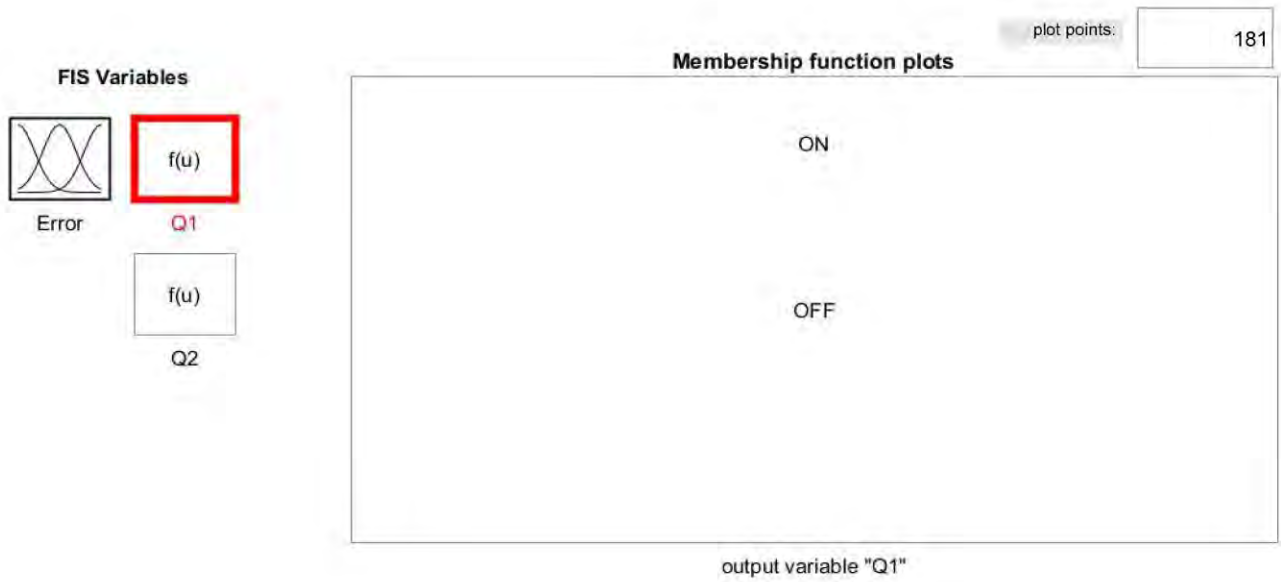 plot points: 181
Membership function plots
FIS Variables
f(u)
Error Q1
f(u)
Q2
ON
OFF
output variable "Q1"